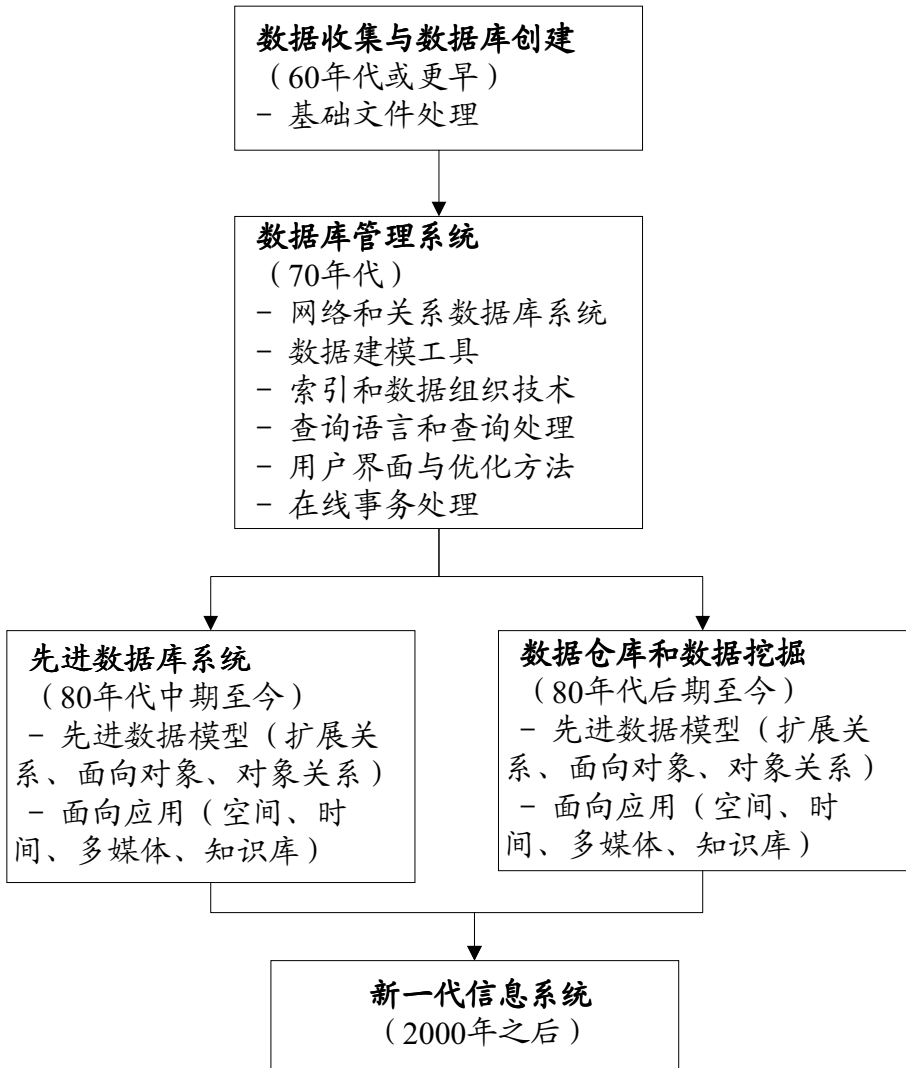 数据收集与数据库创建
（60年代或更早）
– 基础文件处理
数据库管理系统
（70年代）
– 网络和关系数据库系统
– 数据建模工具
– 索引和数据组织技术
– 查询语言和查询处理
– 用户界面与优化方法
– 在线事务处理
先进数据库系统
（80年代中期至今）
– 先进数据模型（扩展关
系、面向对象、对象关系）
– 面向应用（空间、时
间、多媒体、知识库）
数据仓库和数据挖掘
（80年代后期至今）
– 先进数据模型（扩展关
系、面向对象、对象关系）
– 面向应用（空间、时
间、多媒体、知识库）
新一代信息系统
（2000年之后）